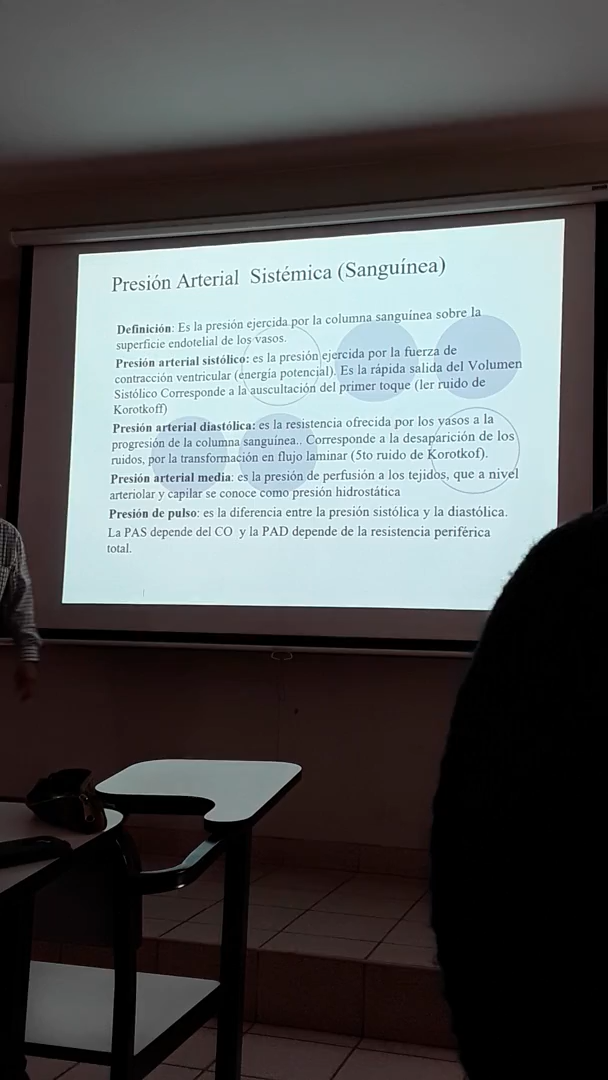 Presión Arterial Sistémica (Sanguínea)
Definición: Es la presión ejercida por la columna sanguínea sobre la
superficie endotelial de los vasos.
Presión arterial sistólico: es la presión ejercida por la fuerza de
contracción ventricular (energía potencial). Es la rápida salida del Volumen
Sistólico Corresponde a la auscultación del primer toque (ler ruido de
Korotkoff)
Presión arterial diastólica: es la resistencia ofrecida por los vasos a la
progresión de la columna sanguínea.. Corresponde a la desaparición de los
ruidos, por la transformación en flujo laminar (5to ruido de Korotkof).
Presión arterial media: es la presión de perfusión a los tejidos, que a nivel
arteriolar y capilar se conoce como presión hidrostática
Presión de pulso: es la diferencia entre la presión sistólica y la diastólica.
La PAS depende del CO y la PAD depende de la resistencia periférica
total.